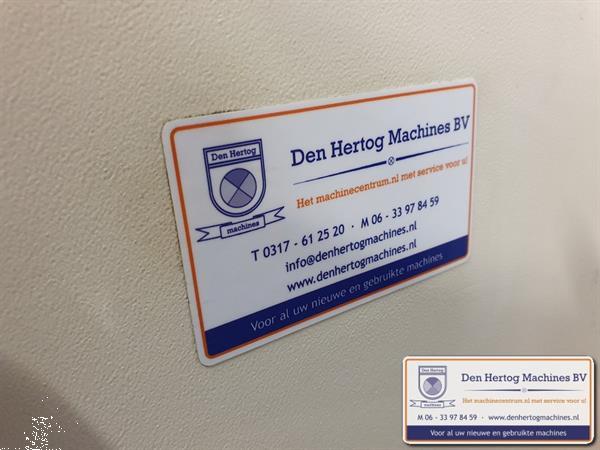 Den Hertog
machines
Den Hertog Machines BV
Het machinecentrum.nl met service voor u!
T 0317 - 61 25 20 · M 06 - 33 97 84 59
info@denhertogmachines.nl
www.denhertogmachines.nl
Voor al uw nieuwe en gebruikte machines
Den Hertog
machines
Den Hertog Machines BV
Het machinecentrum.nl met service voor u!
M 06 - 33 97 84 59 · www.denhertogmachines.nl
Voor al uw nieuwe en gebruikte machines